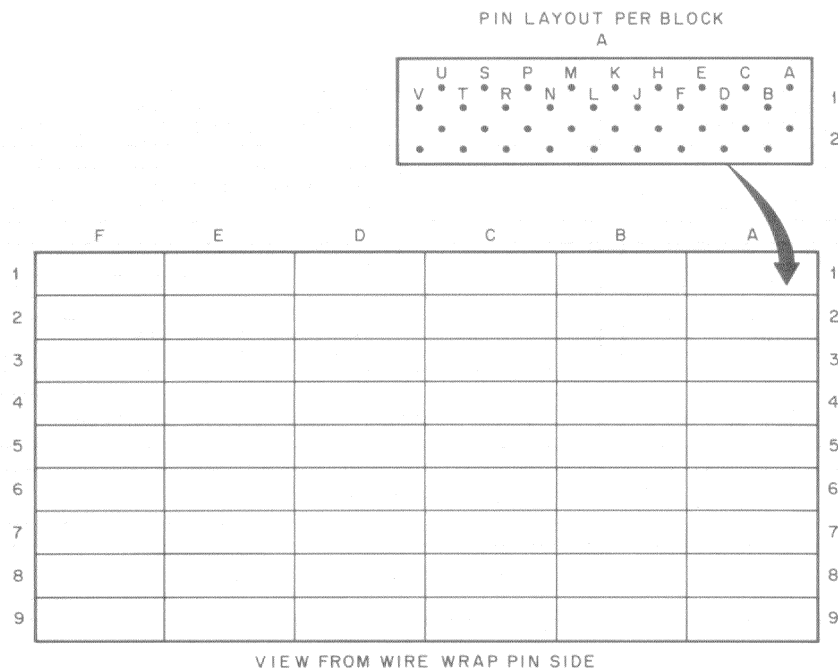 PIN LAYOUT PER BLOCK
A
U S P M K H E C A
V T R N L J F D B
1
2
F E D C B A
1 1
2 2
3 3
4 4
5 5
6 6
7 7
8 8
9 9
VIEW FROM WIRE WRAP PIN SIDE